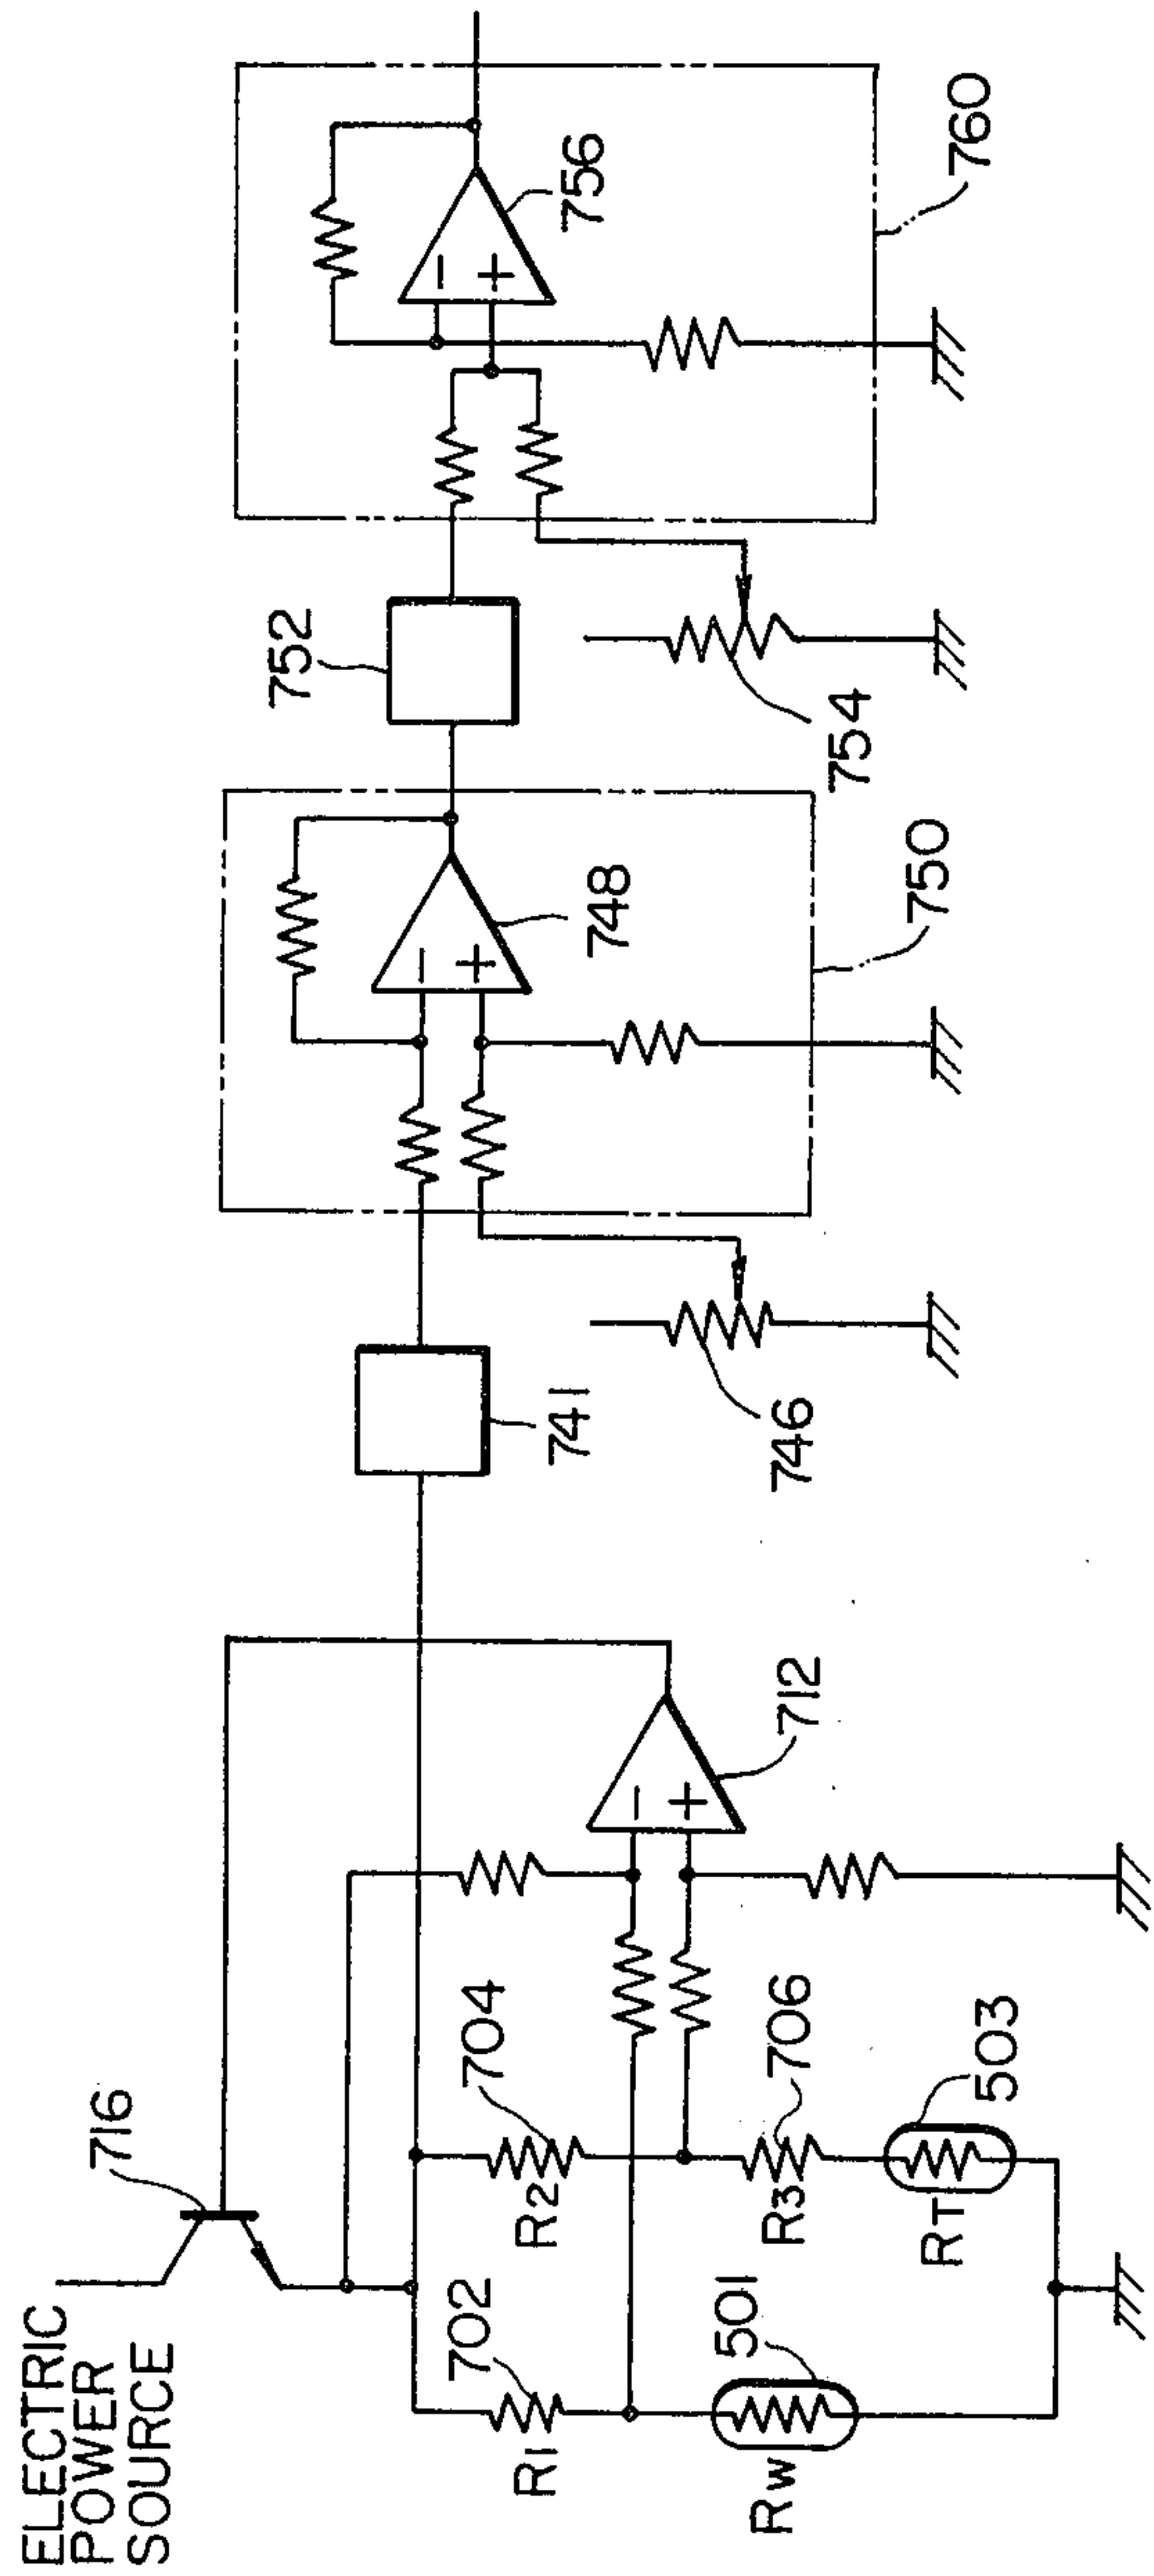 ELECTRIC
POWER
SOURCE
716
702
R1
704
R2
501
RW
706
R3
503
RT
712
741
746
748
750
752
754
756
760
−
+
−
+
−
+